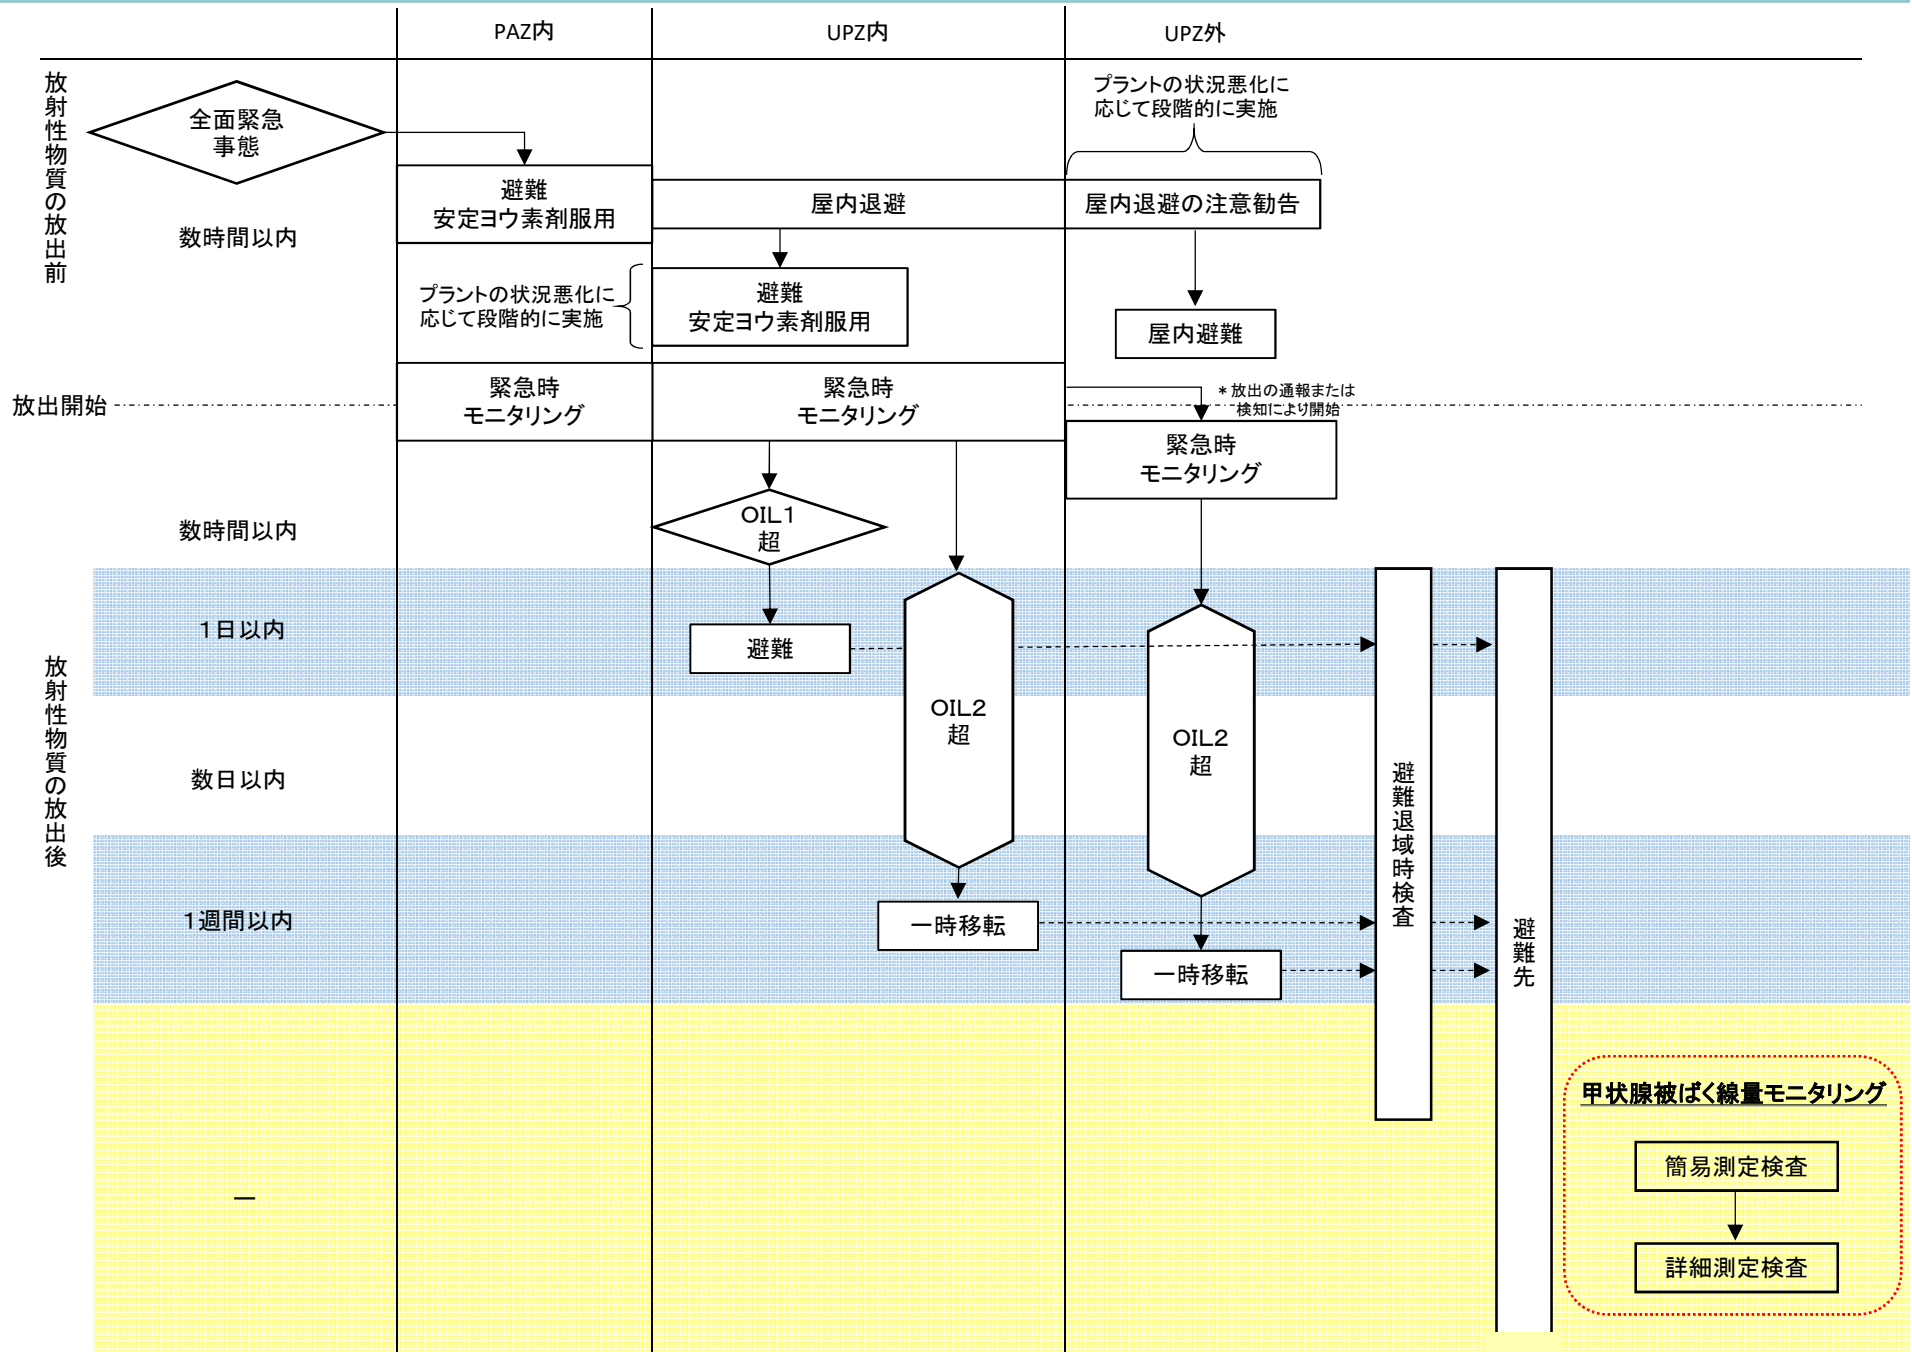 PAZ内
UPZ内
UPZ外
放射性物質の放出前
全面緊急
事態
プラントの状況悪化に
応じて段階的に実施
避難
安定ヨウ素剤服用
屋内退避
屋内退避の注意勧告
数時間以内
プラントの状況悪化に
応じて段階的に実施
避難
安定ヨウ素剤服用
屋内避難
放出開始
緊急時
モニタリング
緊急時
モニタリング
* 放出の通報または
検知により開始
緊急時
モニタリング
放射性物質の放出後
数時間以内
OIL1
超
1日以内
避難
OIL2
超
OIL2
超
数日以内
避難退域時検査
避難先
1週間以内
一時移転
一時移転
甲状腺被ばく線量モニタリング
簡易測定検査
詳細測定検査
ー